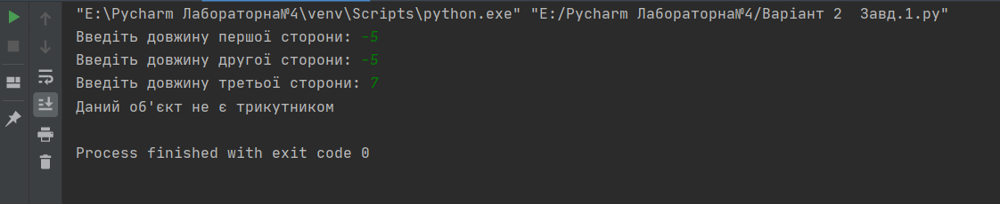 "E:\Pycharm Лабораторна№4\venv\Scripts\python.exe" "E:/Pycharm Лабораторна№4/Варіант 2  Завд.1.py"
Введіть довжину першої сторони: -5
Введіть довжину другої сторони: -5
Введіть довжину третьої сторони: 7
Даний об'єкт не є трикутником
Process finished with exit code 0